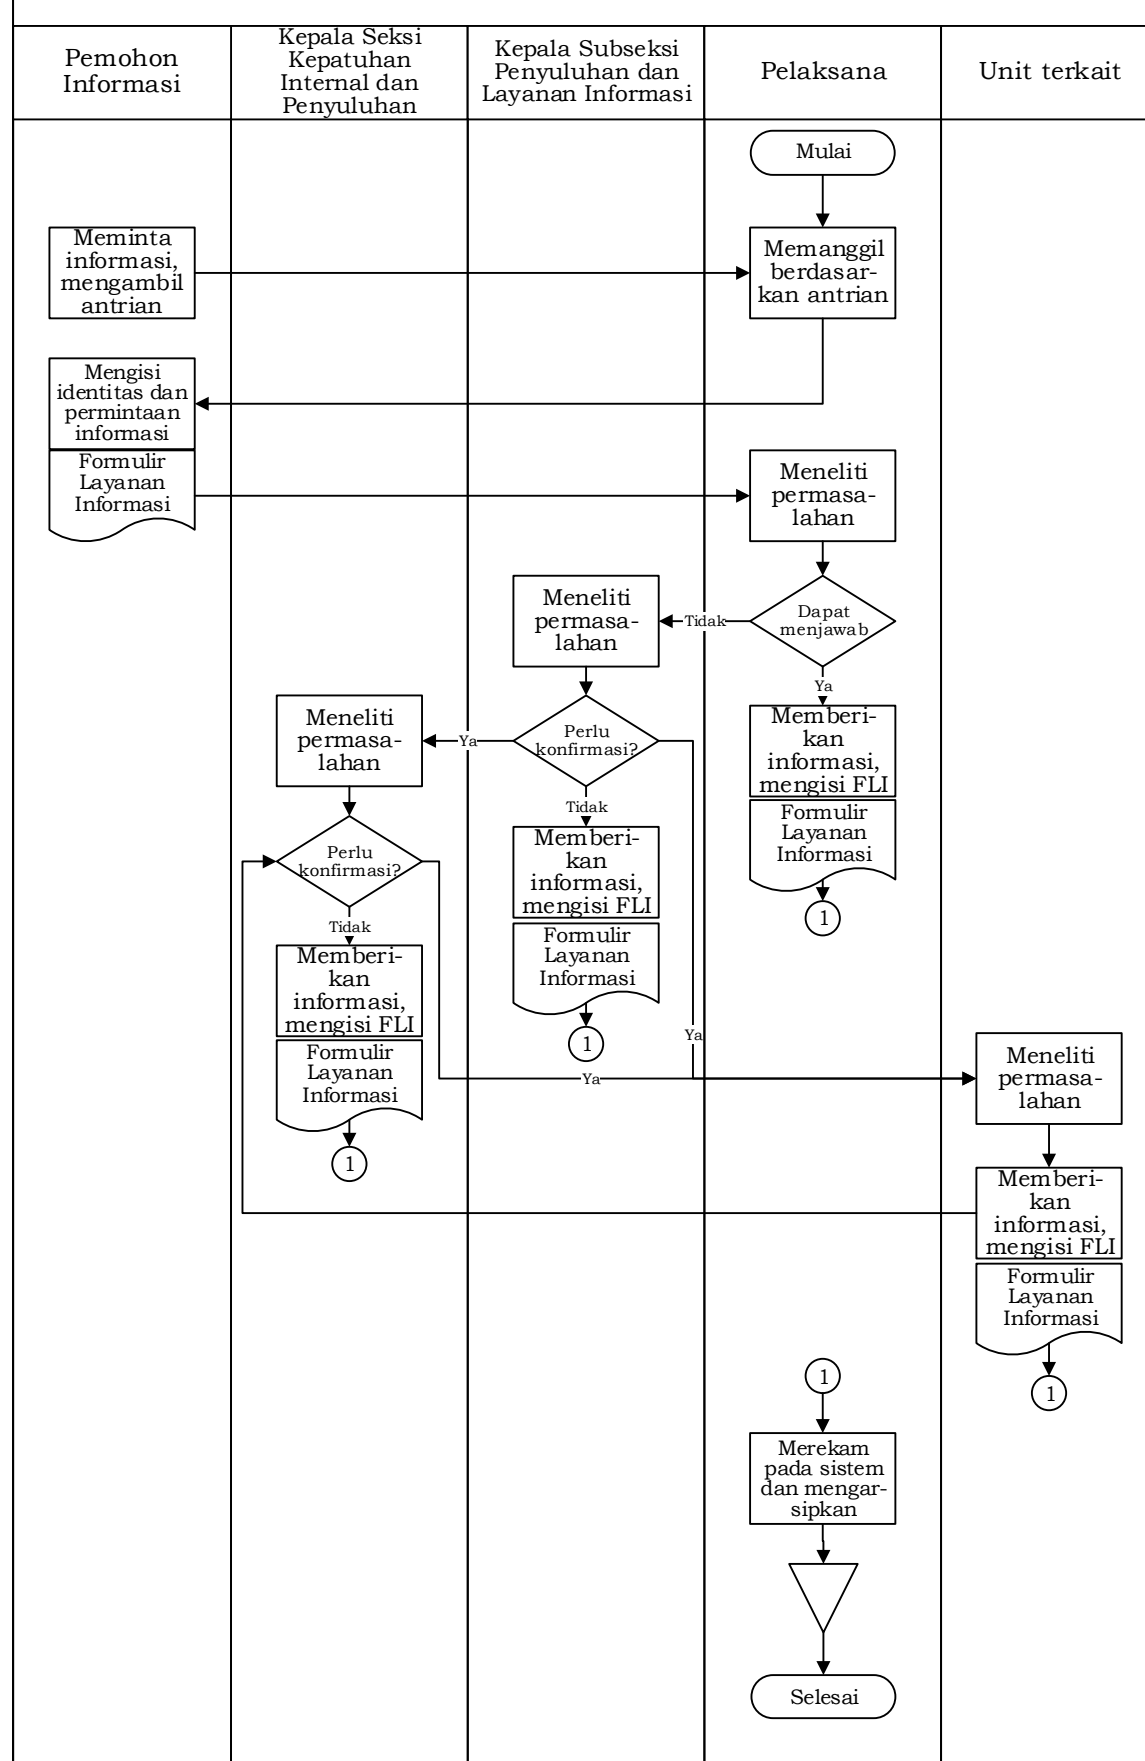 Pemohon
Informasi
Kepala Seksi
Kepatuhan
Internal dan
Penyuluhan
Kepala Subseksi
Penyuluhan dan
Layanan Informasi
Pelaksana
Unit terkait
Mulai
Meminta
informasi,
mengambil
antrian
Memanggil
berdasar-
kan antrian
Mengisi
identitas dan
permintaan
informasi
Formulir
Layanan
Informasi
Meneliti
permasa-
lahan
Dapat
menjawab
Tidak
Meneliti
permasa-
lahan
Ya
Memberi-
kan
informasi,
mengisi FLI
Formulir
Layanan
Informasi
1
Perlu
konfirmasi?
Ya
Meneliti
permasa-
lahan
Tidak
Memberi-
kan
informasi,
mengisi FLI
Formulir
Layanan
Informasi
1
Ya
Perlu
konfirmasi?
Tidak
Memberi-
kan
informasi,
mengisi FLI
Formulir
Layanan
Informasi
1
Ya
Meneliti
permasa-
lahan
Memberi-
kan
informasi,
mengisi FLI
Formulir
Layanan
Informasi
1
1
Merekam
pada sistem
dan mengar-
sipkan
Selesai